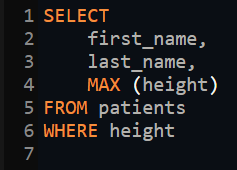 1 SELECT
2     first_name,
3     last_name,
4     MAX (height)
5 FROM patients
6 WHERE height
7